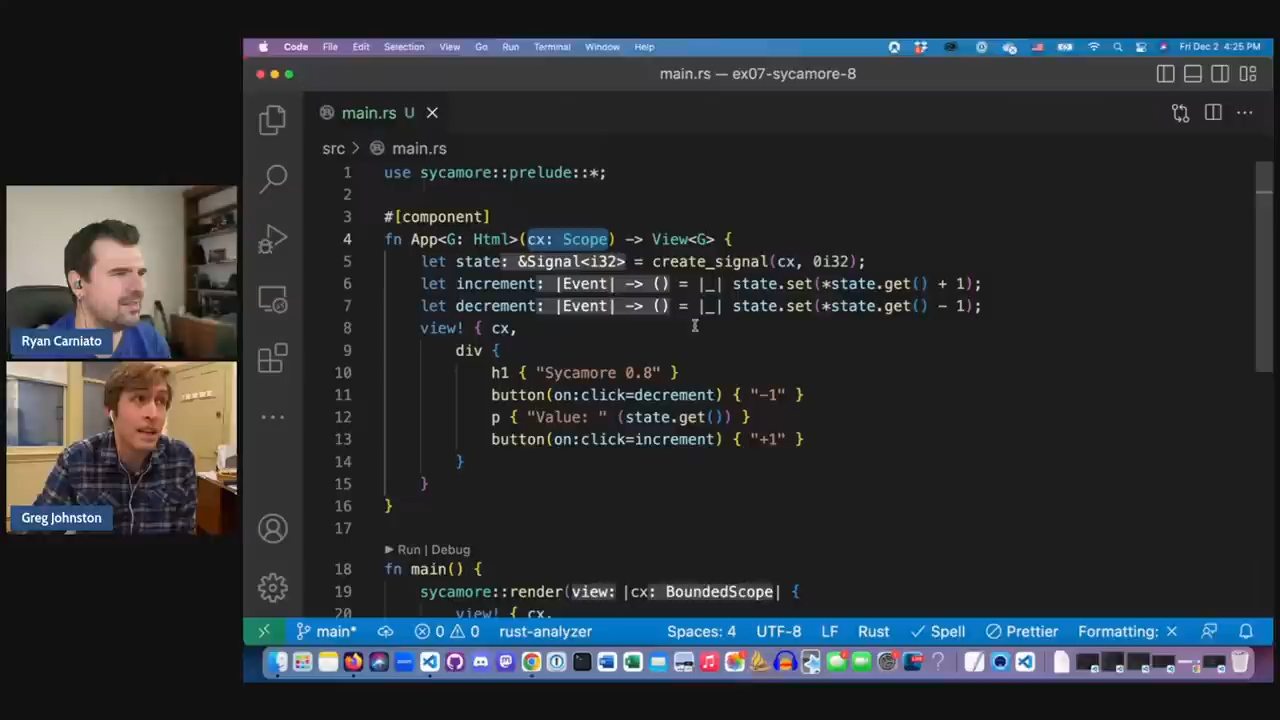 Code File Edit Selection View Go Run Terminal Window Help Fri Dec 2 4:25 PM
main.rs — ex07-sycamore-8
main.rs U
src > main.rs
1 use sycamore::prelude::*;
2
3 #[component]
4 fn App<G: Html>(cx: Scope) -> View<G> {
5 let state: &Signal<i32> = create_signal(cx, 0i32);
6 let increment: |Event| -> () = |_| state.set(*state.get() + 1);
7 let decrement: |Event| -> () = |_| state.set(*state.get() - 1);
8 view! { cx,
9 div {
10 h1 { "Sycamore 0.8" }
11 button(on:click=decrement) { "-1" }
12 p { "Value: " (state.get()) }
13 button(on:click=increment) { "+1" }
14 }
15 }
16 }
17
Run | Debug
18 fn main() {
19 sycamore::render(view: |cx: BoundedScope| {
20 view! { cx,
main* 0 0 rust-analyzer Spaces: 4 UTF-8 LF Rust Spell Prettier Formatting: ×
Ryan Carniato
Greg Johnston